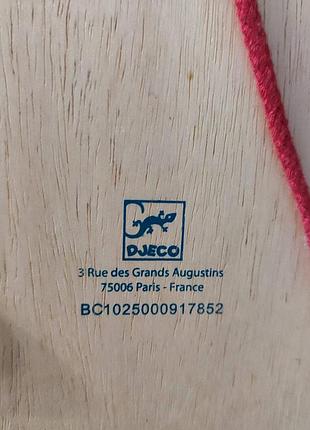 DJECO
3 Rue des Grands Augustins
75006 Paris - France
BC1025000917852